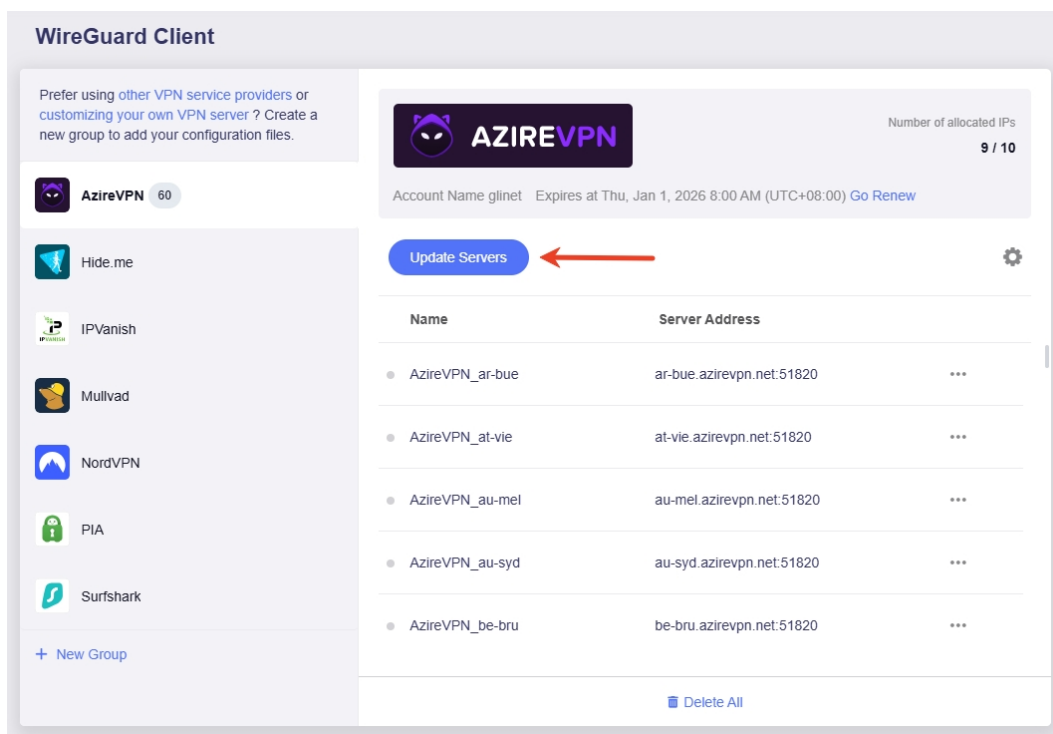 WireGuard Client
Prefer using other VPN service providers or
customizing your own VPN server ? Create a
new group to add your configuration files.
AzireVPN 60
Hide.me
IPVANISH
IPVanish
Mullvad
NordVPN
PIA
Surfshark
+ New Group
AZIREVPN
Number of allocated IPs
9 / 10
Account Name glinet Expires at Thu, Jan 1, 2026 8:00 AM (UTC+08:00) Go Renew
Update Servers
Name Server Address
AzireVPN_ar-bue ar-bue.azirevpn.net:51820
AzireVPN_at-vie at-vie.azirevpn.net:51820
AzireVPN_au-mel au-mel.azirevpn.net:51820
AzireVPN_au-syd au-syd.azirevpn.net:51820
AzireVPN_be-bru be-bru.azirevpn.net:51820
Delete All